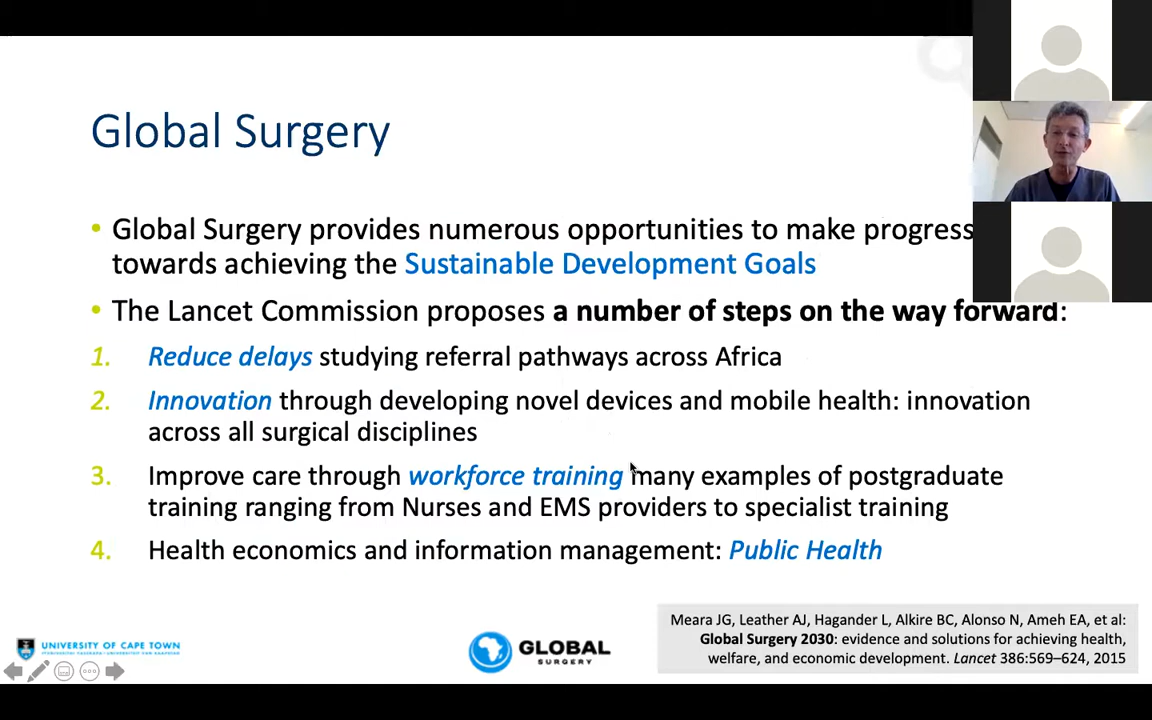 Global Surgery
• Global Surgery provides numerous opportunities to make progress
towards achieving the Sustainable Development Goals
• The Lancet Commission proposes a number of steps on the way forward:
1. Reduce delays studying referral pathways across Africa
2. Innovation through developing novel devices and mobile health: innovation
across all surgical disciplines
3. Improve care through workforce training many examples of postgraduate
training ranging from Nurses and EMS providers to specialist training
4. Health economics and information management: Public Health
Meara JG, Leather AJ, Hagander L, Alkire BC, Alonso N, Ameh EA, et al:
Global Surgery 2030: evidence and solutions for achieving health,
welfare, and economic development. Lancet 386:569–624, 2015
UNIVERSITY OF CAPE TOWN
GLOBAL
SURGERY